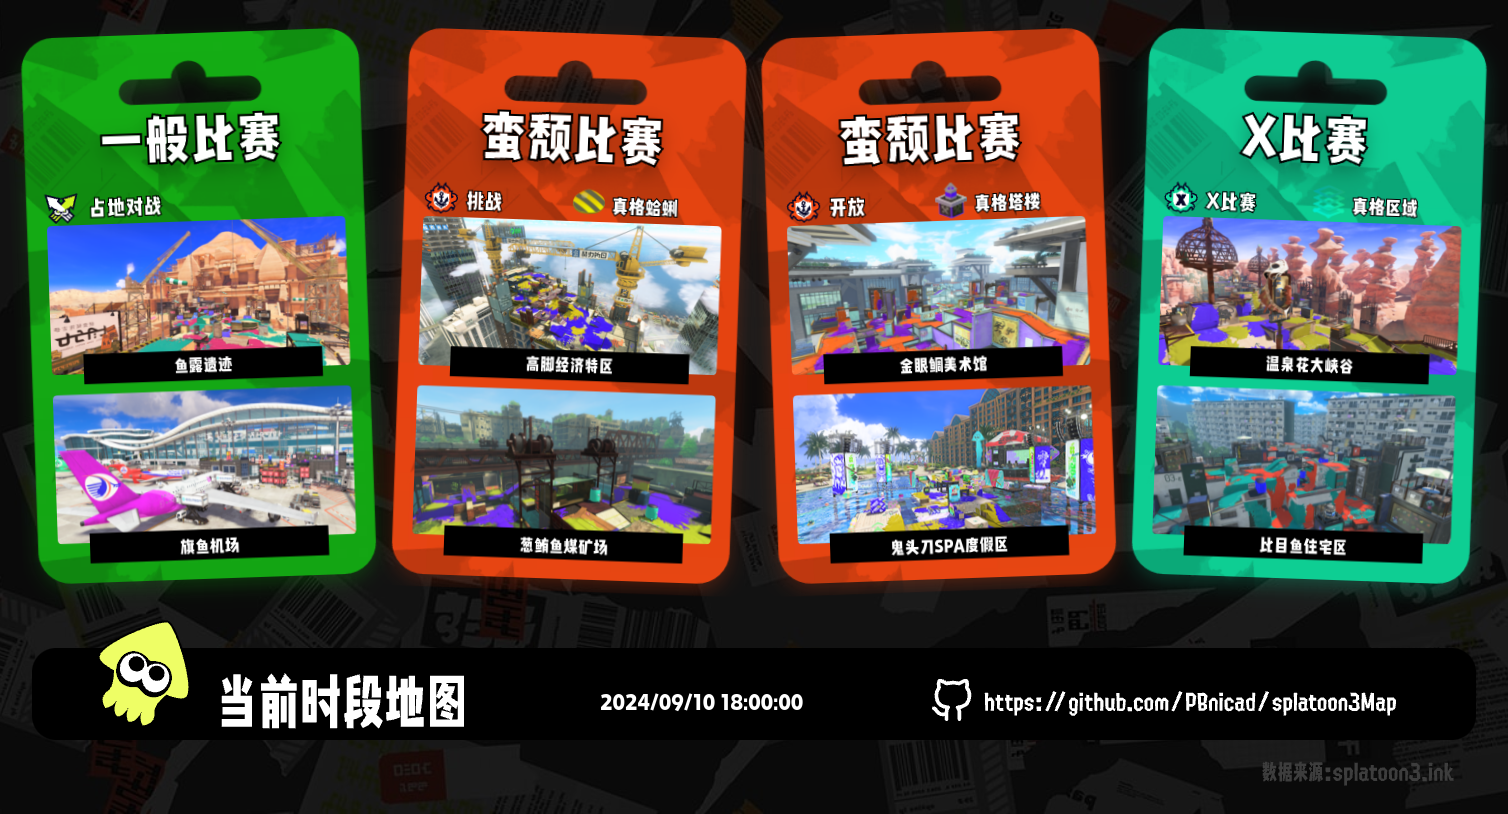 一般比赛
占地对战
鱼露遗迹
旗鱼机场
蛮颓比赛
挑战
真格蛤蜊
高脚经济特区
葱鲔鱼煤矿场
蛮颓比赛
开放
真格塔楼
金眼鲷美术馆
鬼头刀SPA度假区
X比赛
X比赛
真格区域
温泉花大峡谷
比目鱼住宅区
当前时段地图
2024/09/10 18:00:00
https://github.com/PBnicad/splatoon3Map
数据来源:splatoon3.ink